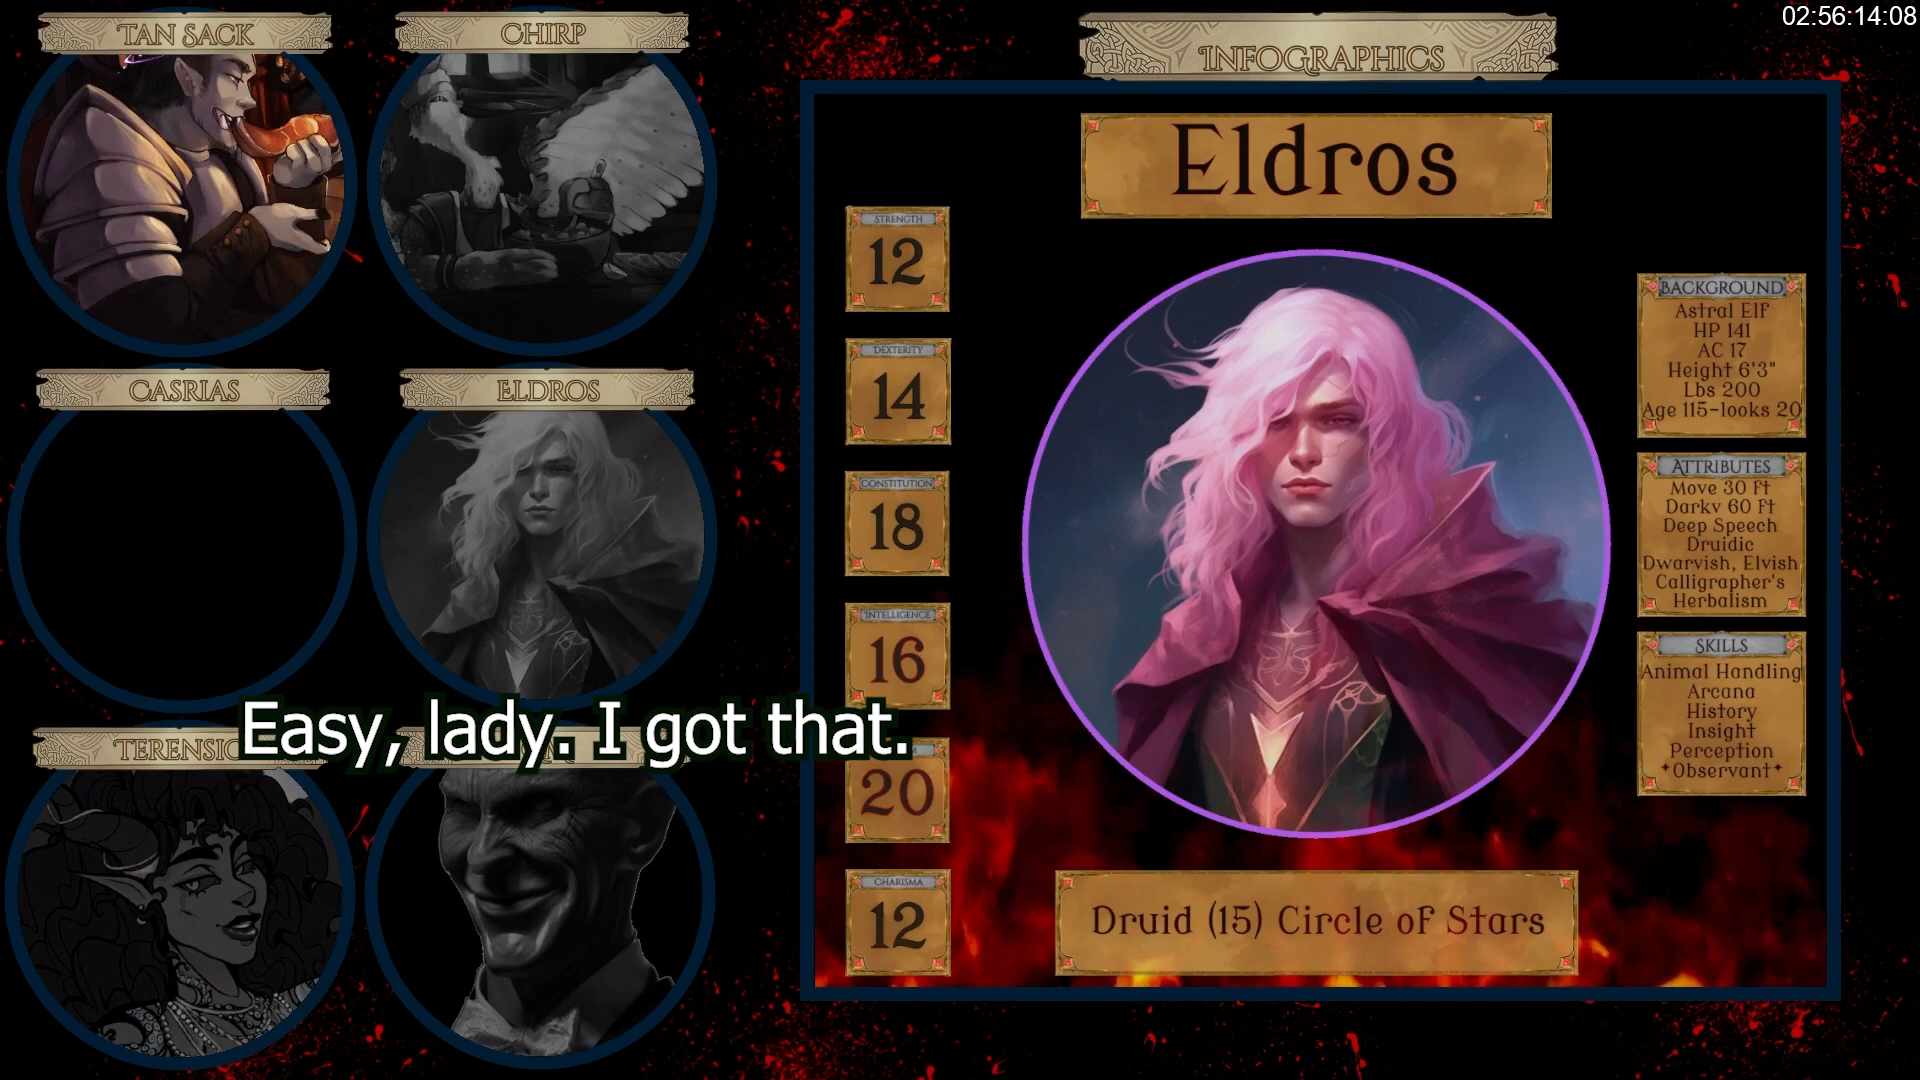 02:56:14:08
TAN SACK
CHIRP
INFOGRAPHICS
CASRIAS
ELDROS
TERENSIO
Easy, lady. I got that.
Eldros
STRENGTH
12
DEXTERITY
14
CONSTITUTION
18
INTELLIGENCE
16
20
CHARISMA
12
BACKGROUND
Astral Elf
HP 141
AC 17
Height 6'3"
Lbs 200
Age 115-looks 20
ATTRIBUTES
Move 30 ft
Darkv 60 ft
Deep Speech
Druidic
Dwarvish, Elvish
Calligrapher's
Herbalism
SKILLS
Animal Handling
Arcana
History
Insight
Perception
✦Observant✦
Druid (15) Circle of Stars